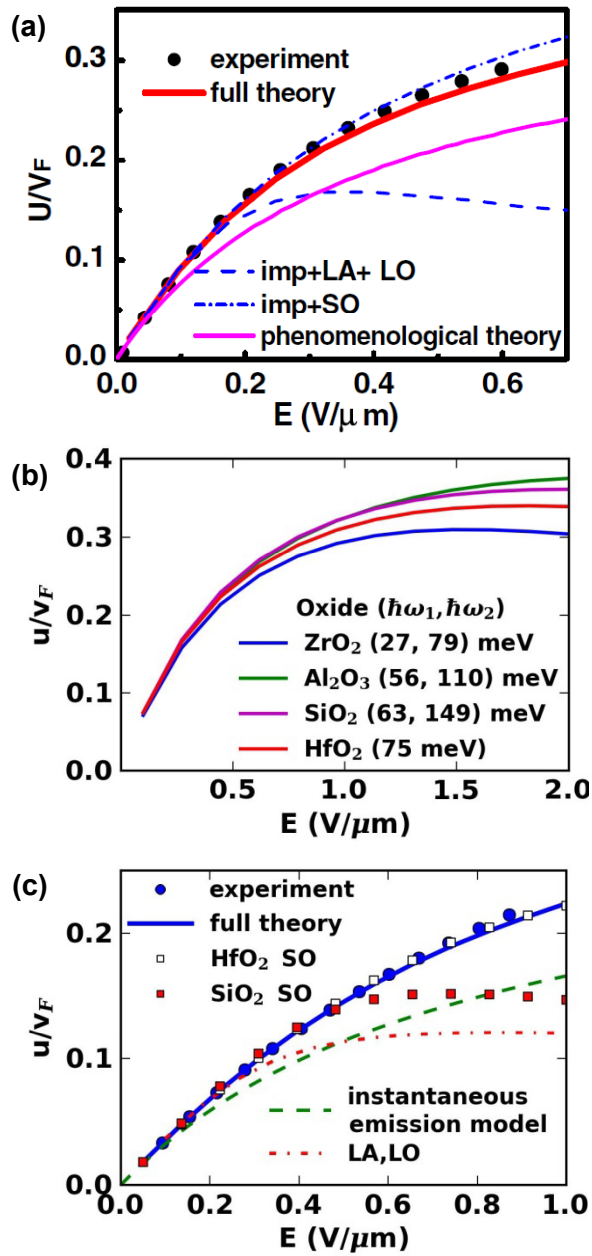 (a)
0.3
0.2
0.1
0.0
U/vF
experiment
full theory
imp+LA+ LO
imp+SO
phenomenological theory
0.0 0.2 0.4 0.6
E (V/μ m)
(b)
0.4
0.3
0.2
0.1
0.0
u/vF
Oxide (ħω1,ħω2)
ZrO2 (27, 79) meV
Al2O3 (56, 110) meV
SiO2 (63, 149) meV
HfO2 (75 meV)
0.5 1.0 1.5 2.0
E (V/μm)
(c)
0.2
0.1
0.0
u/vF
experiment
full theory
HfO2 SO
SiO2 SO
instantaneous
emission model
LA,LO
0.0 0.2 0.4 0.6 0.8 1.0
E (V/μm)